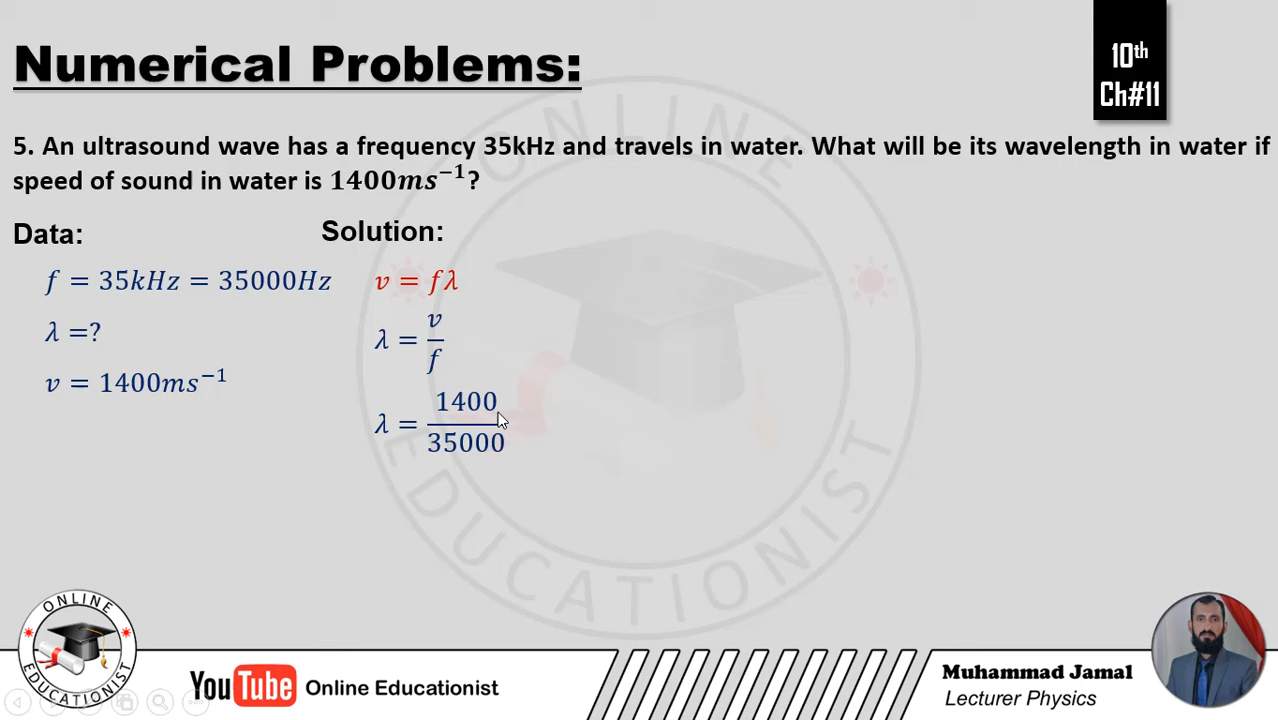 Numerical Problems:
10th
Ch#11
5. An ultrasound wave has a frequency 35kHz and travels in water. What will be its wavelength in water if
speed of sound in water is 1400ms⁻¹?
Data:
Solution:
f = 35kHz = 35000Hz
v = fλ
λ =?
λ = v/f
v = 1400ms⁻¹
λ = 1400/35000
ONLINE
EDUCATIONIST
ONLINE
EDUCATIONIST
YouTube Online Educationist
Muhammad Jamal
Lecturer Physics